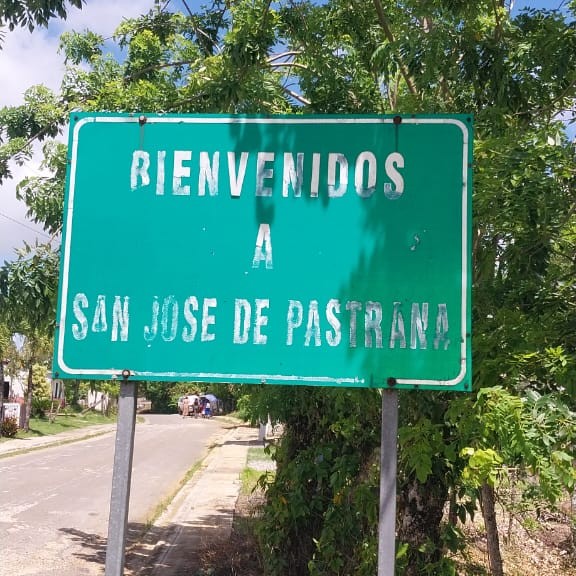 BIENVENIDOS
A
SAN JOSE DE PASTRANA